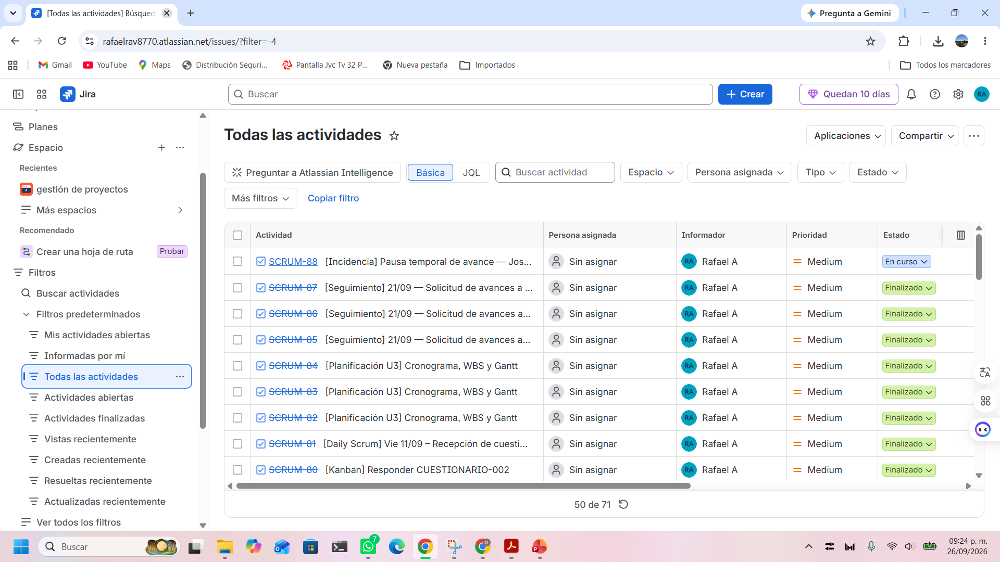 [Todas las actividades] Búsqued
Pregunta a Gemini
rafaelrav8770.atlassian.net/issues/?filter=-4
Gmail
YouTube
Maps
Distribución Seguri...
Pantalla Jvc Tv 32 P...
Nueva pestaña
Importados
Todos los marcadores
Jira
Buscar
Crear
Quedan 10 días
RA
Planes
Espacio
Recientes
gestión de proyectos
Más espacios
Recomendado
Crear una hoja de ruta Probar
Filtros
Buscar actividades
Filtros predeterminados
Mis actividades abiertas
Informadas por mí
Todas las actividades
Actividades abiertas
Actividades finalizadas
Vistas recientemente
Creadas recientemente
Resueltas recientemente
Actualizadas recientemente
Ver todos los filtros
Todas las actividades
Aplicaciones
Compartir
Preguntar a Atlassian Intelligence
Básica
JQL
Buscar actividad
Espacio
Persona asignada
Tipo
Estado
Más filtros
Copiar filtro
Actividad Persona asignada Informador Prioridad Estado
SCRUM-88 [Incidencia] Pausa temporal de avance — Jos... Sin asignar RA Rafael A Medium En curso
SCRUM-87 [Seguimiento] 21/09 — Solicitud de avances a ... Sin asignar RA Rafael A Medium Finalizado
SCRUM-86 [Seguimiento] 21/09 — Solicitud de avances a... Sin asignar RA Rafael A Medium Finalizado
SCRUM-85 [Seguimiento] 21/09 — Solicitud de avances a... Sin asignar RA Rafael A Medium Finalizado
SCRUM-84 [Planificación U3] Cronograma, WBS y Gantt Sin asignar RA Rafael A Medium Finalizado
SCRUM-83 [Planificación U3] Cronograma, WBS y Gantt Sin asignar RA Rafael A Medium Finalizado
SCRUM-82 [Planificación U3] Cronograma, WBS y Gantt Sin asignar RA Rafael A Medium Finalizado
SCRUM-81 [Daily Scrum] Vie 11/09 – Recepción de cuesti... Sin asignar RA Rafael A Medium Finalizado
SCRUM-80 [Kanban] Responder CUESTIONARIO-002 Sin asignar RA Rafael A Medium Finalizado
50 de 71
Buscar
7
D
P
09:24 p. m.
26/09/2026